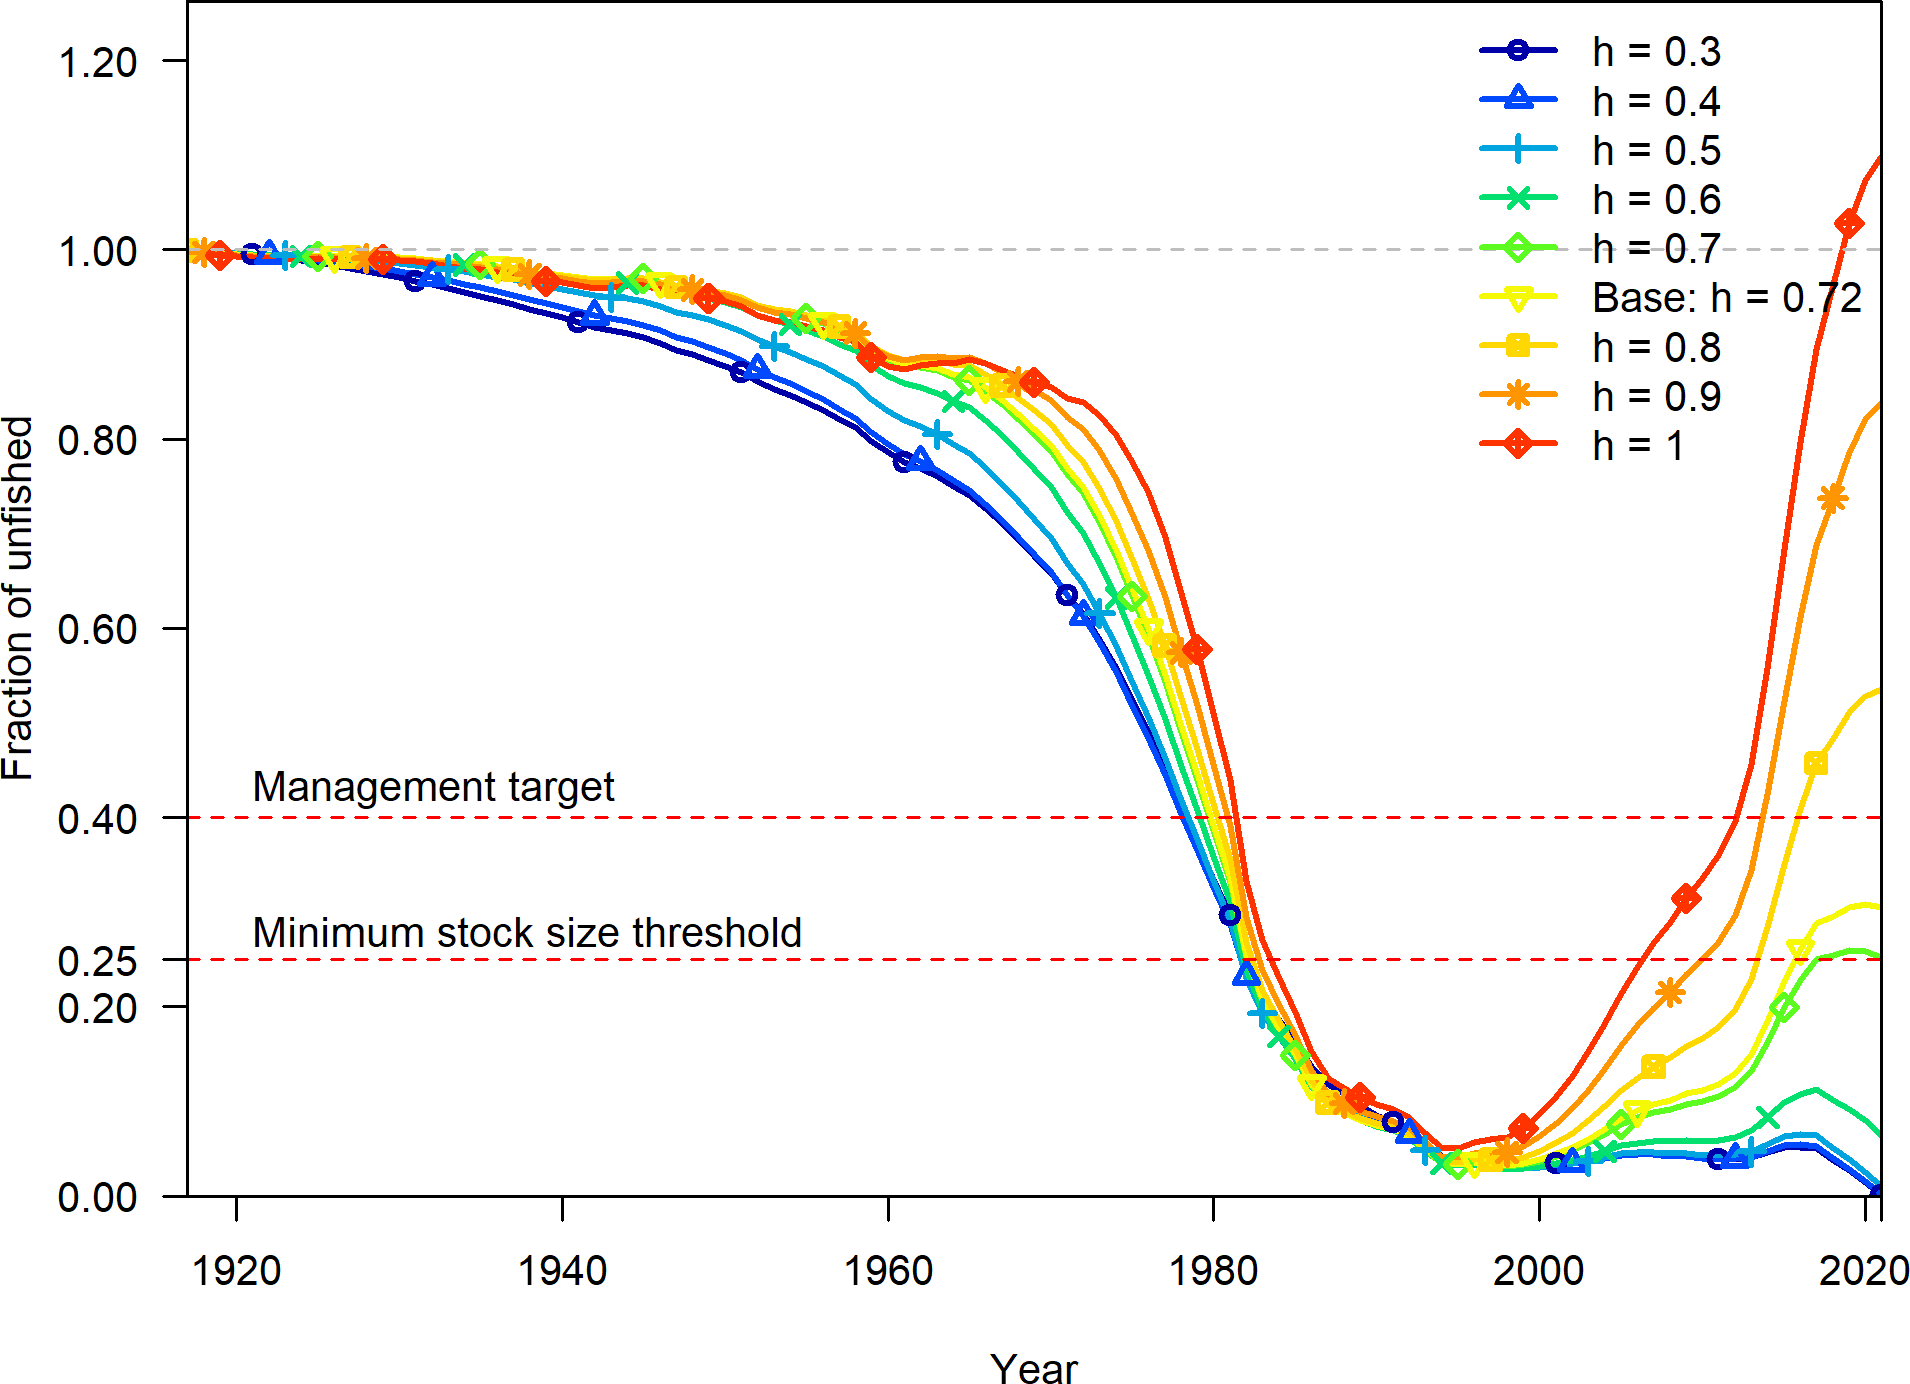 1.20
1.00
0.80
0.60
0.40
0.25
0.20
0.00
Fraction of unfished
h = 0.3
h = 0.4
h = 0.5
h = 0.6
h = 0.7
Base: h = 0.72
h = 0.8
h = 0.9
h = 1
Management target
Minimum stock size threshold
1920 1940 1960 1980 2000 2020
Year